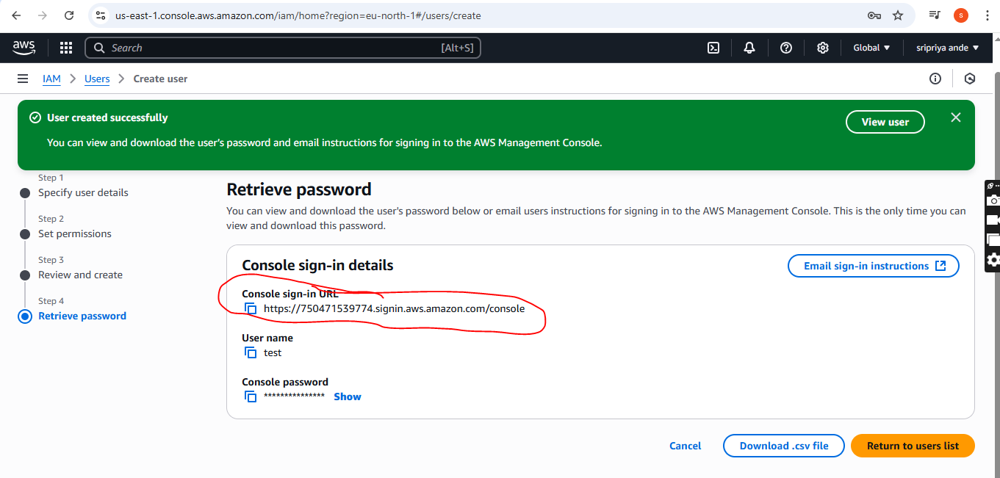 us-east-1.console.aws.amazon.com/iam/home?region=eu-north-1#/users/create
s
aws
Search
[Alt+S]
Global
sripriya ande
IAM
Users
Create user
User created successfully
You can view and download the user's password and email instructions for signing in to the AWS Management Console.
View user
Step 1
Specify user details
Step 2
Set permissions
Step 3
Review and create
Step 4
Retrieve password
Retrieve password
You can view and download the user's password below or email users instructions for signing in to the AWS Management Console. This is the only time you can
view and download this password.
Console sign-in details
Email sign-in instructions
Console sign-in URL
https://750471539774.signin.aws.amazon.com/console
User name
test
Console password
*************** Show
Cancel
Download .csv file
Return to users list